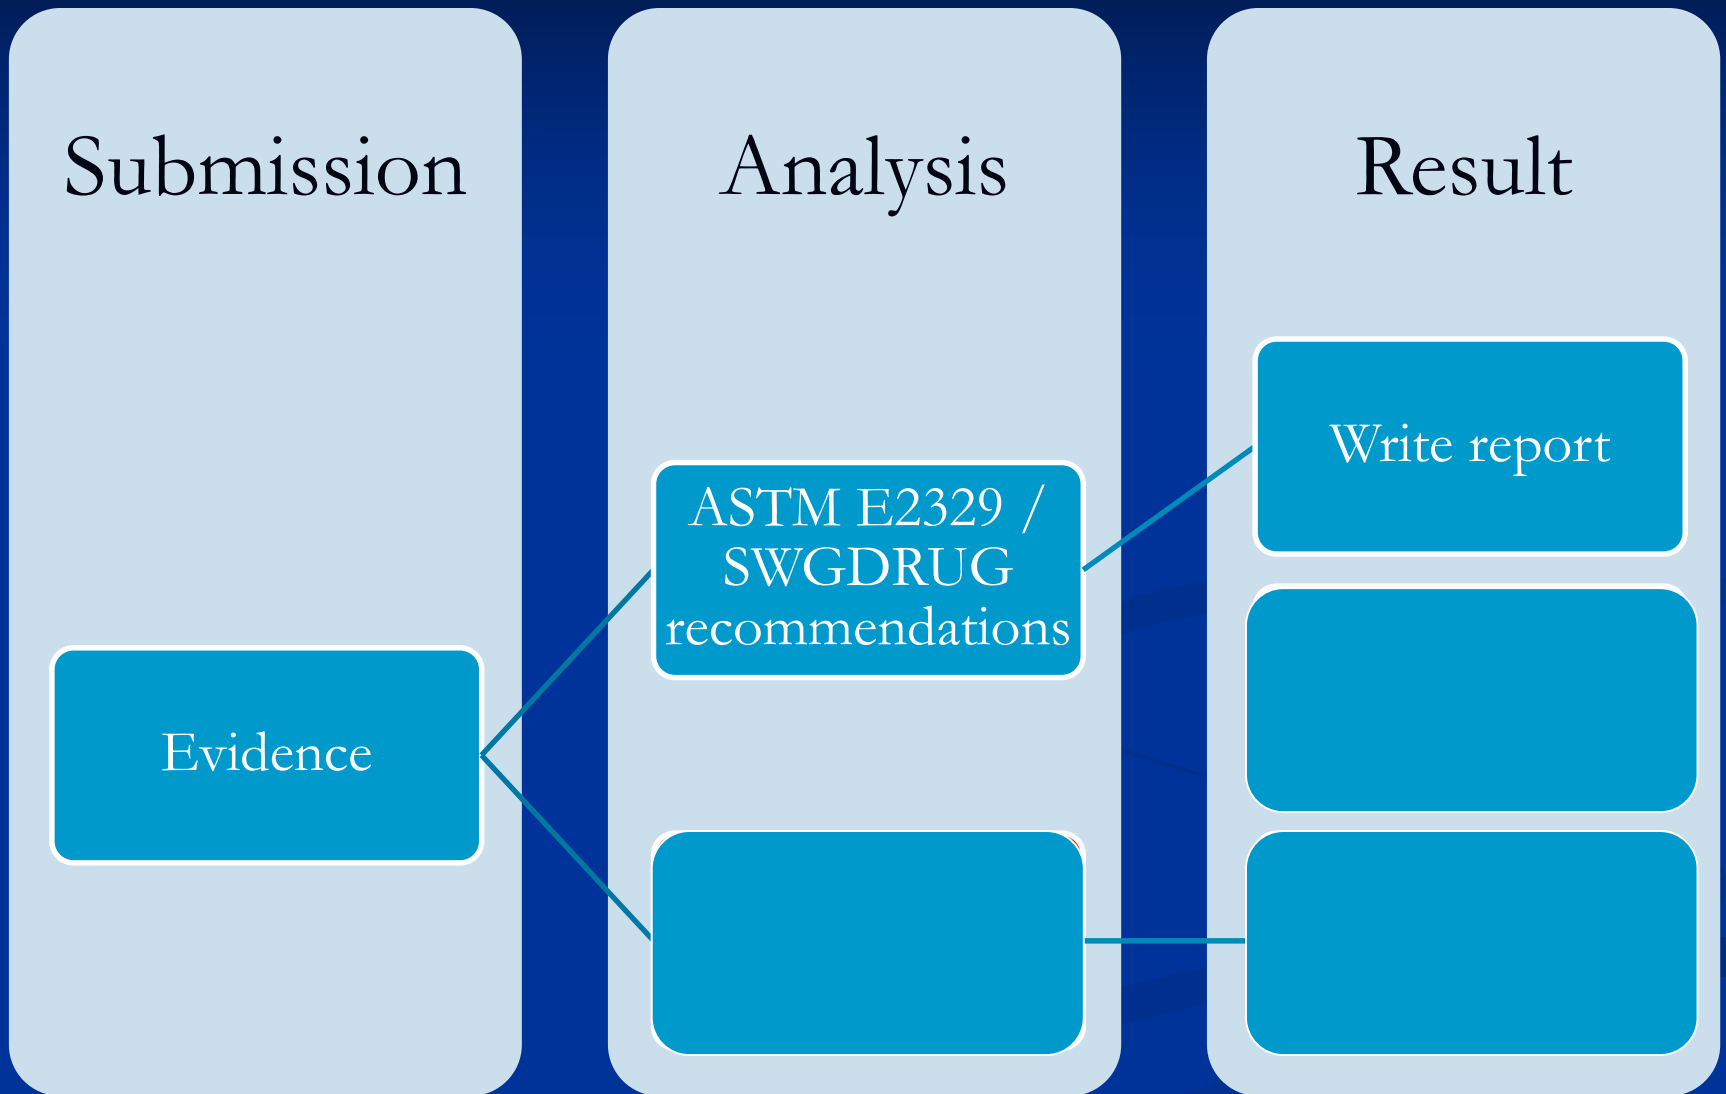 Submission
Analysis
Result
Evidence
ASTM E2329 /
SWGDRUG
recommendations
Write report